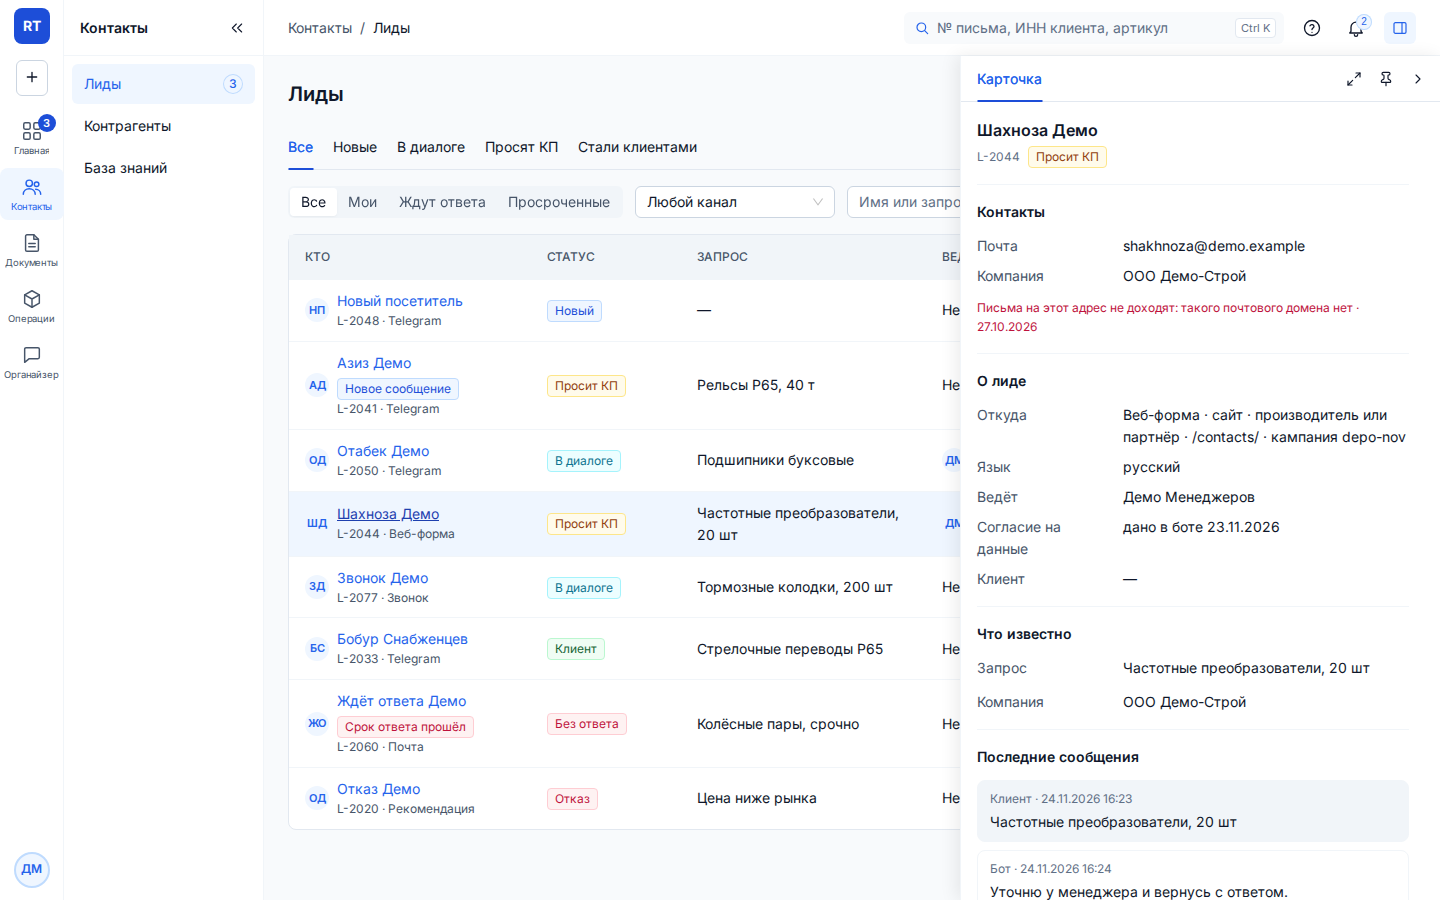 RT
Контакты
Контакты / Лиды
№ письма, ИНН клиента, артикул
Ctrl K
2
Главная
3
Контакты
Документы
Операции
Органайзер
ДМ
Лиды
3
Контрагенты
База знаний
Лиды
Все Новые В диалоге Просят КП Стали клиентами
Все Мои Ждут ответа Просроченные
Любой канал
Имя или запро
КТО СТАТУС ЗАПРОС ВЕД
НП Новый посетитель
L-2048 · Telegram
Новый
—
Не
АД Азиз Демо
Новое сообщение
L-2041 · Telegram
Просит КП
Рельсы Р65, 40 т
Не
ОД Отабек Демо
L-2050 · Telegram
В диалоге
Подшипники буксовые
ДМ
ШД Шахноза Демо
L-2044 · Веб-форма
Просит КП
Частотные преобразователи,
20 шт
ДМ
ЗД Звонок Демо
L-2077 · Звонок
В диалоге
Тормозные колодки, 200 шт
Не
БС Бобур Снабженцев
L-2033 · Telegram
Клиент
Стрелочные переводы Р65
Не
ЖО Ждёт ответа Демо
Срок ответа прошёл
L-2060 · Почта
Без ответа
Колёсные пары, срочно
Не
ОД Отказ Демо
L-2020 · Рекомендация
Отказ
Цена ниже рынка
Не
Карточка
Шахноза Демо
L-2044 Просит КП
Контакты
Почта shakhnoza@demo.example
Компания ООО Демо-Строй
Письма на этот адрес не доходят: такого почтового домена нет ·
27.10.2026
О лиде
Откуда Веб-форма · сайт · производитель или
партнёр · /contacts/ · кампания depo-nov
Язык русский
Ведёт Демо Менеджеров
Согласие на дано в боте 23.11.2026
данные
Клиент —
Что известно
Запрос Частотные преобразователи, 20 шт
Компания ООО Демо-Строй
Последние сообщения
Клиент · 24.11.2026 16:23
Частотные преобразователи, 20 шт
Бот · 24.11.2026 16:24
Уточню у менеджера и вернусь с ответом.